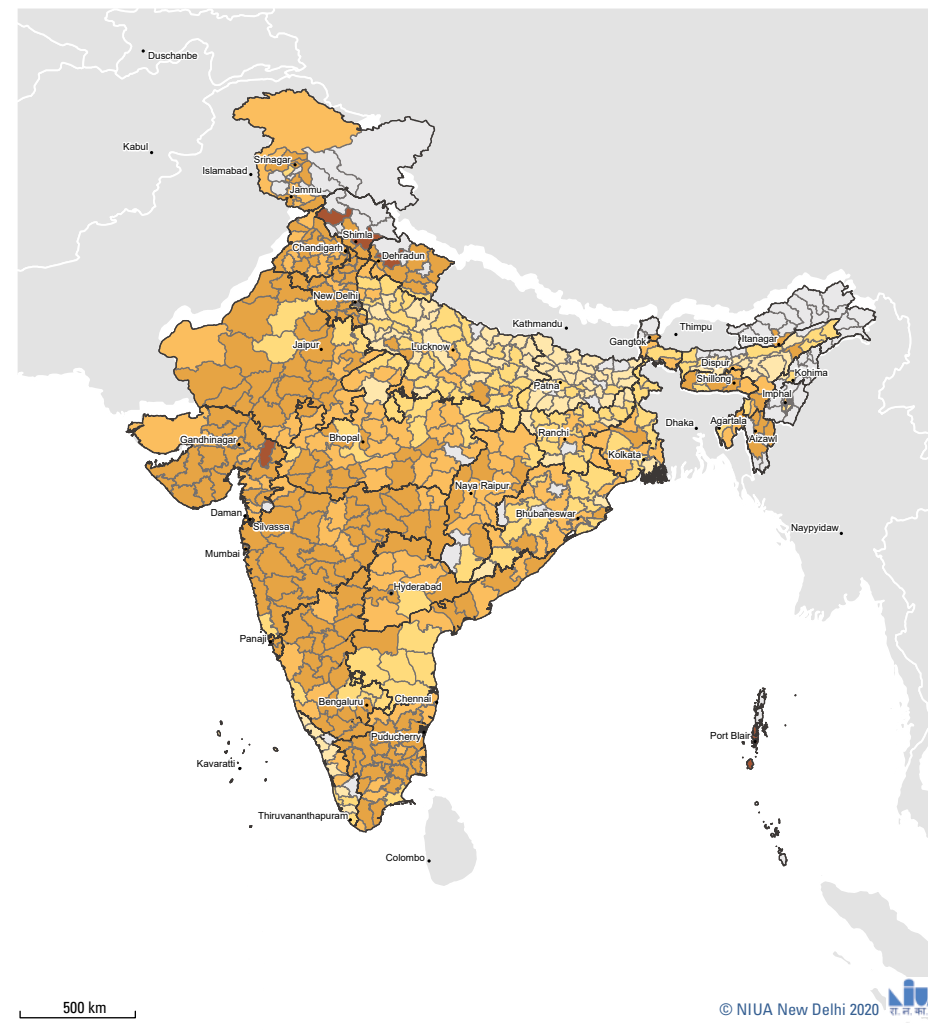 Duschanbe
Kabul
Srinagar
Islamabad
Jammu
Shimla
Chandigarh
Dehradun
New Delhi
Kathmandu
Thimpu
Gangtok
Itanagar
Jaipur
Lucknow
Dispur
Kohima
Shillong
Patna
Imphal
Dhaka
Agartala
Ranchi
Gandhinagar
Bhopal
Aizawl
Kolkata
Naya Raipur
Daman
Bhubaneswar
Silvassa
Naypyidaw
Mumbai
Hyderabad
Panaji
Bengaluru
Chennai
Puducherry
Port Blair
Kavaratti
Thiruvananthapuram
Colombo
500 km
© NIUA New Delhi 2020